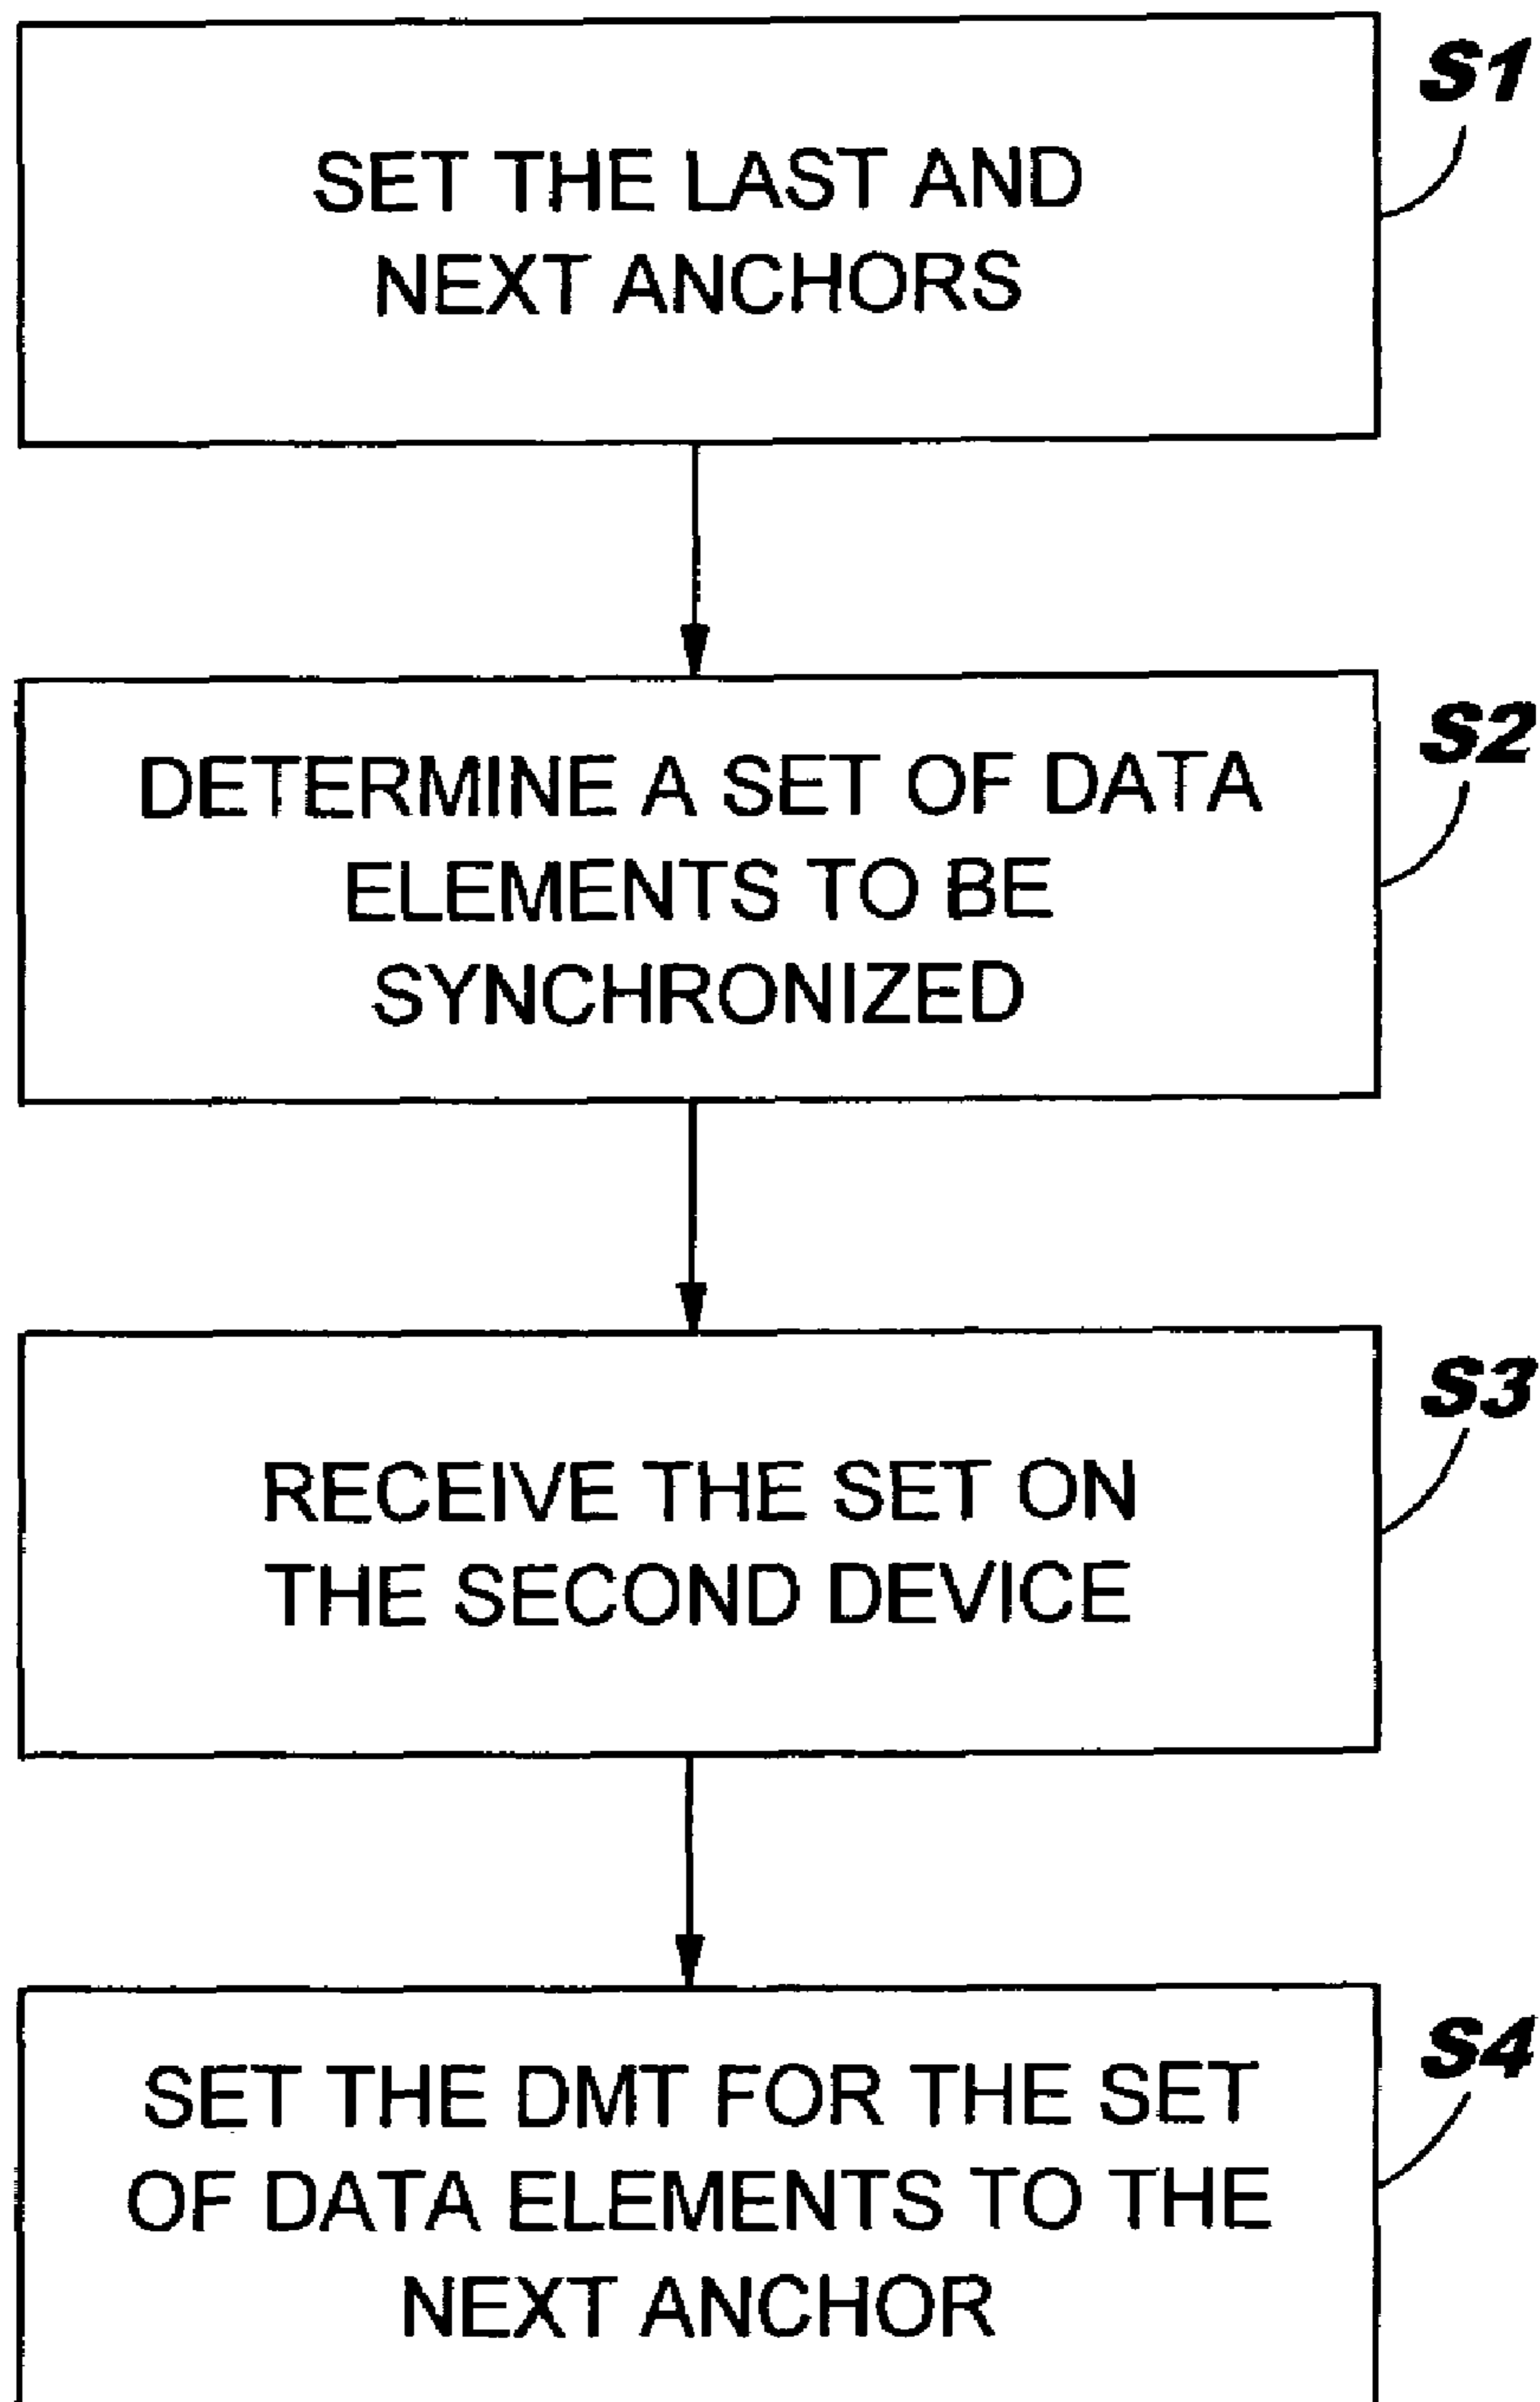 S1
SET THE LAST AND
NEXT ANCHORS
S2
DETERMINE A SET OF DATA
ELEMENTS TO BE
SYNCHRONIZED
S3
RECEIVE THE SET ON
THE SECOND DEVICE
S4
SET THE DMT FOR THE SET
OF DATA ELEMENTS TO THE
NEXT ANCHOR